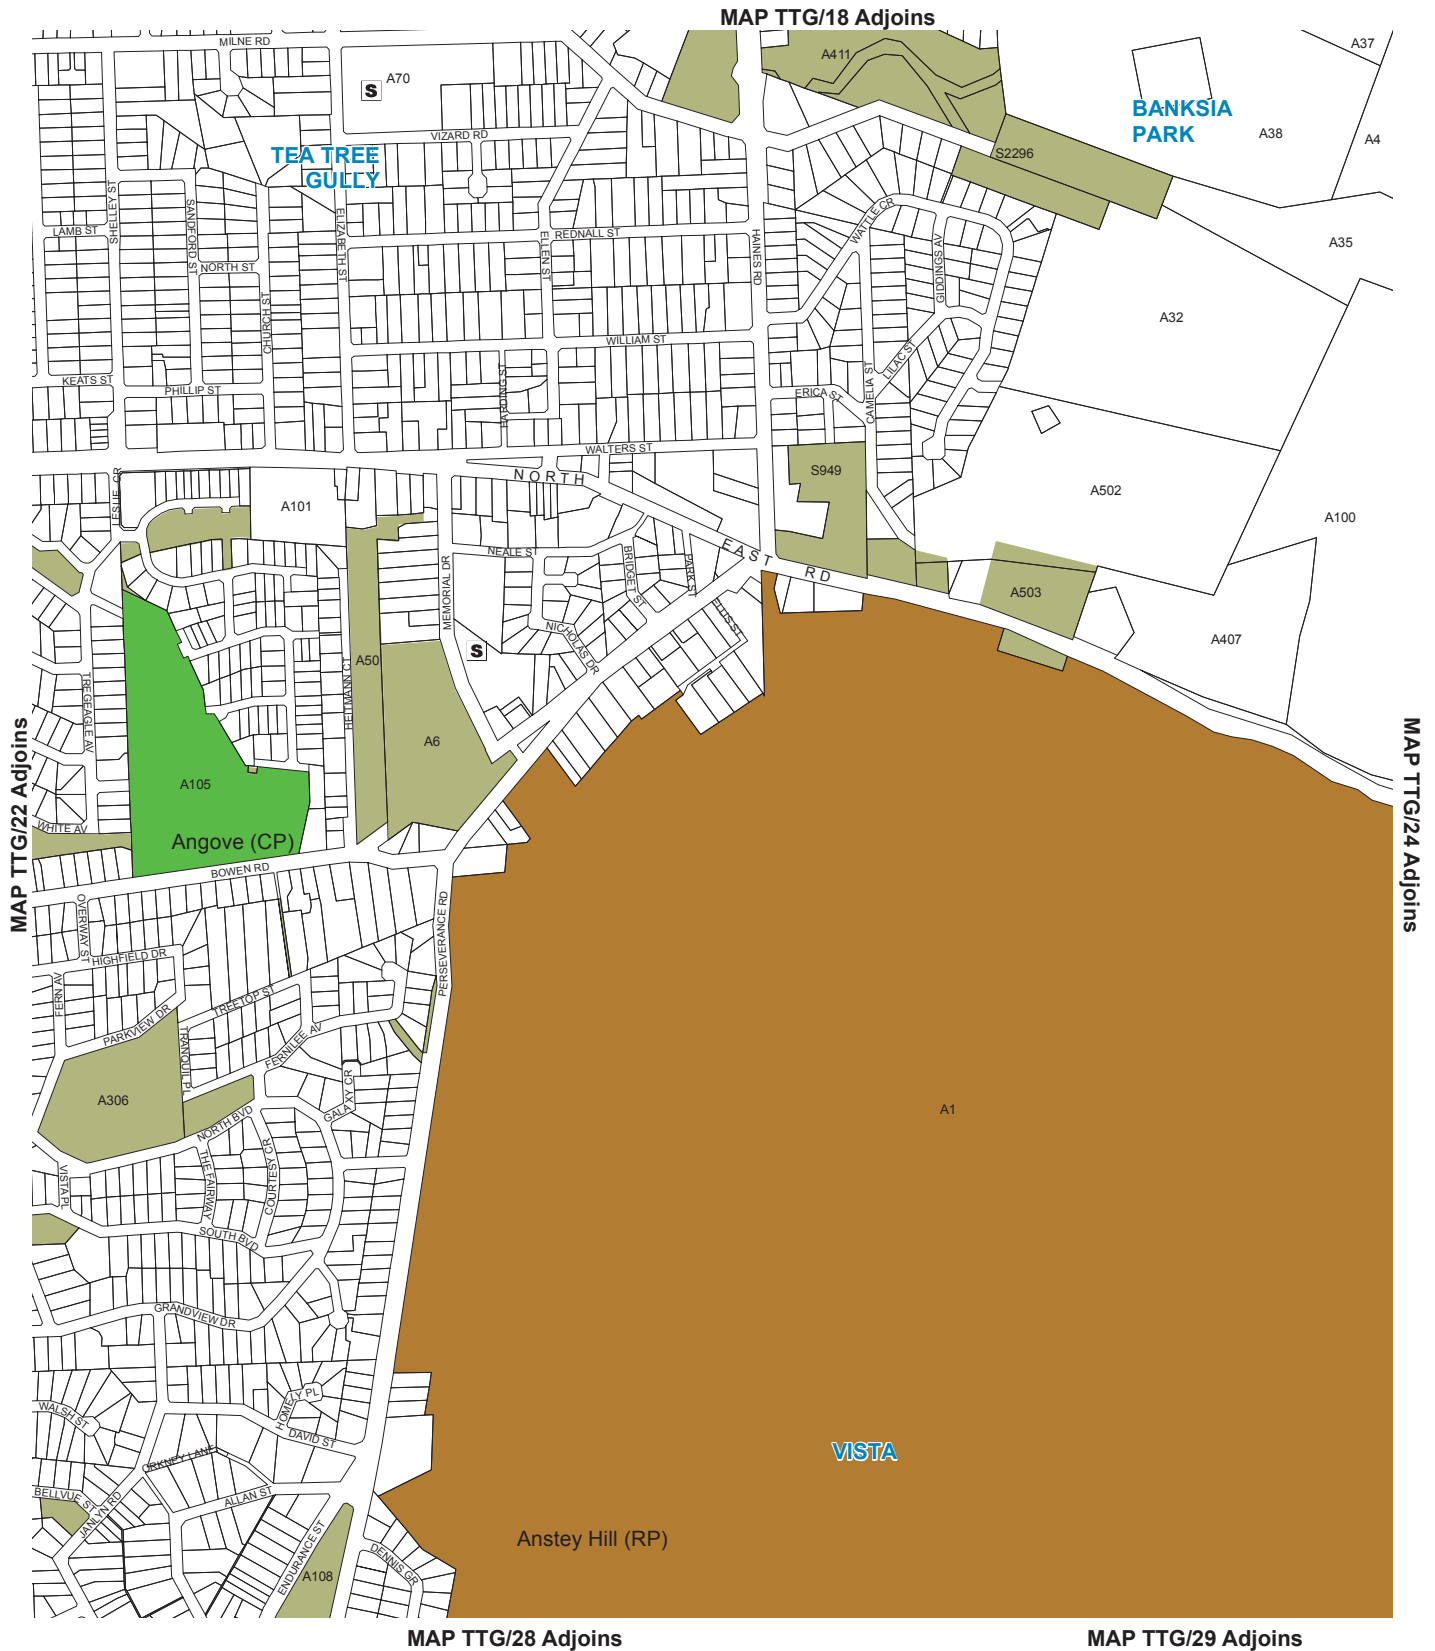 MAP TTG/18 Adjoins
MILNE RD
A411
A37
S
A70
BANKSIA
PARK
A38
A4
VIZARD RD
TEA TREE
GULLY
S2296
SHELLEY ST
SANDFORD ST
LAMB ST
ELIZABETH ST
ELLEN ST
REDNALL ST
HAINES RD
WATTLE CR
GIDDINGS AV
A35
NORTH ST
CHURCH ST
A32
WILLIAM ST
LILAC ST
KEATS ST
PHILLIP ST
HARDING ST
ERICA ST
CAMELIA ST
WALTERS ST
NORTH
S949
A502
A101
A100
NEALE ST
EAST RD
BRIDGET ST
PARK ST
MEMORIAL DR
ELLIS ST
A503
NICHOLAS DR
A407
S
A50
HEITMANN CT
TREGEAGLE AV
A6
MAP TTG/22 Adjoins
MAP TTG/24 Adjoins
A105
WHITE AV
Angove (CP)
BOWEN RD
OVERWAY ST
HIGHFIELD DR
PERSEVERANCE RD
FERN AV
TREETOP ST
PARKVIEW DR
TRANQUIL PL
FERNILEE AV
A306
GALAXY CR
A1
NORTH BVD
THE FAIRWAY
COURTESY CR
VISTA PL
SOUTH BVD
GRANDVIEW DR
HOMELY PL
WALSH ST
DAVID ST
VISTA
ORKNEY LANE
BELLVUE ST
ALLAN ST
JANLYN RD
ENDURANCE ST
Anstey Hill (RP)
DENNIS GR
A108
MAP TTG/28 Adjoins
MAP TTG/29 Adjoins